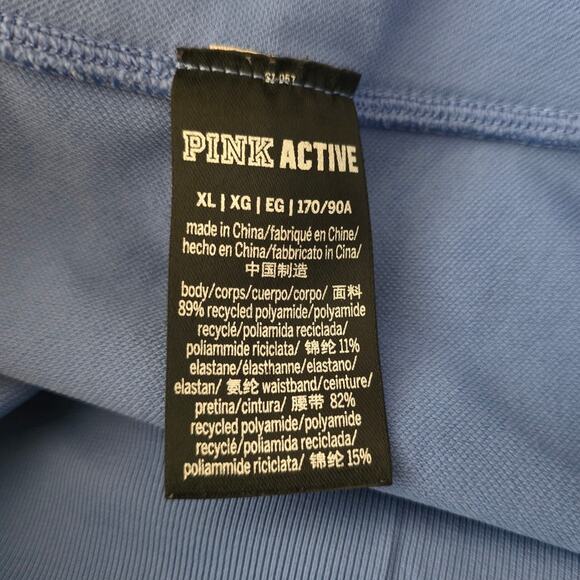 PINK ACTIVE
XL | XG | EG | 170/90A
made in China/fabriqué en Chine/
hecho en China/fabbricato in Cina/
中国制造
body/corps/cuerpo/corpo/ 面料
89% recycled polyamide/polyamide
recyclé/poliamida reciclada/
poliammide riciclata/ 锦纶 11%
elastane/élasthanne/elastano/
elastan/ 氨纶 waistband/ceinture/
pretina/cintura/ 腰带 82%
recycled polyamide/polyamide
recyclé/poliamida reciclada/
poliammide riciclata/ 锦纶 15%